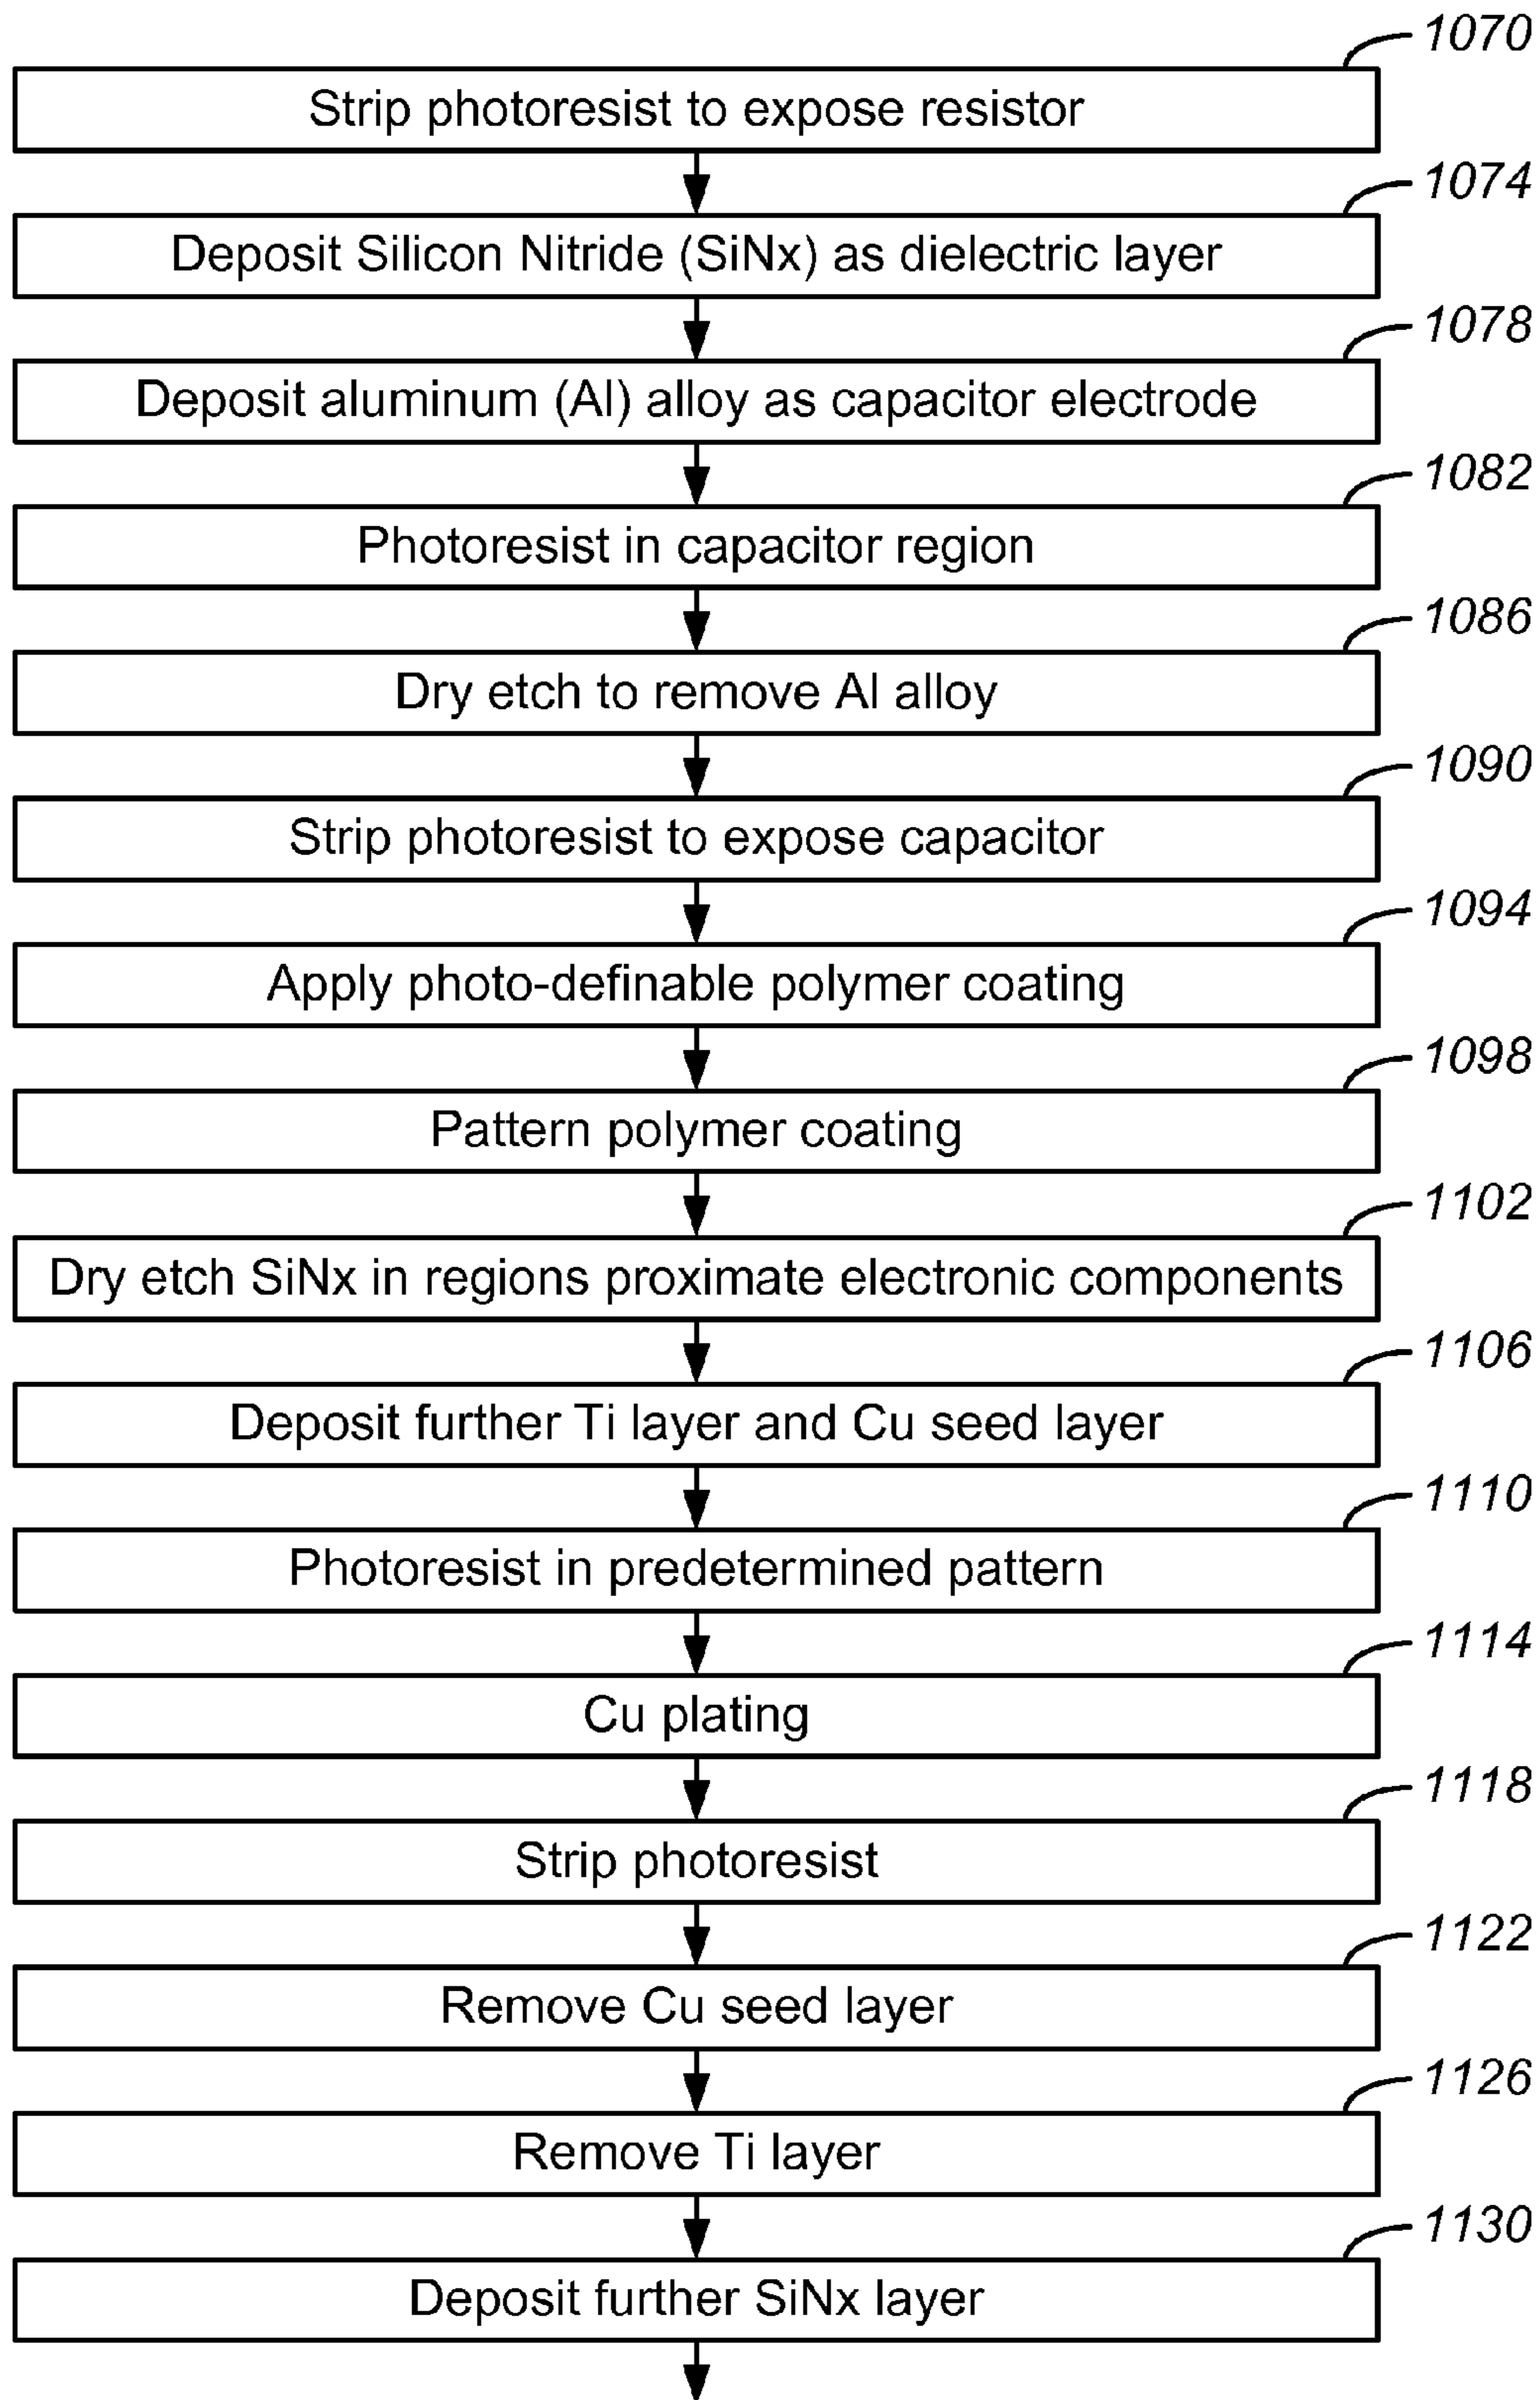 1070
Strip photoresist to expose resistor
1074
Deposit Silicon Nitride (SiNx) as dielectric layer
1078
Deposit aluminum (Al) alloy as capacitor electrode
1082
Photoresist in capacitor region
1086
Dry etch to remove Al alloy
1090
Strip photoresist to expose capacitor
1094
Apply photo-definable polymer coating
1098
Pattern polymer coating
1102
Dry etch SiNx in regions proximate electronic components
1106
Deposit further Ti layer and Cu seed layer
1110
Photoresist in predetermined pattern
1114
Cu plating
1118
Strip photoresist
1122
Remove Cu seed layer
1126
Remove Ti layer
1130
Deposit further SiNx layer